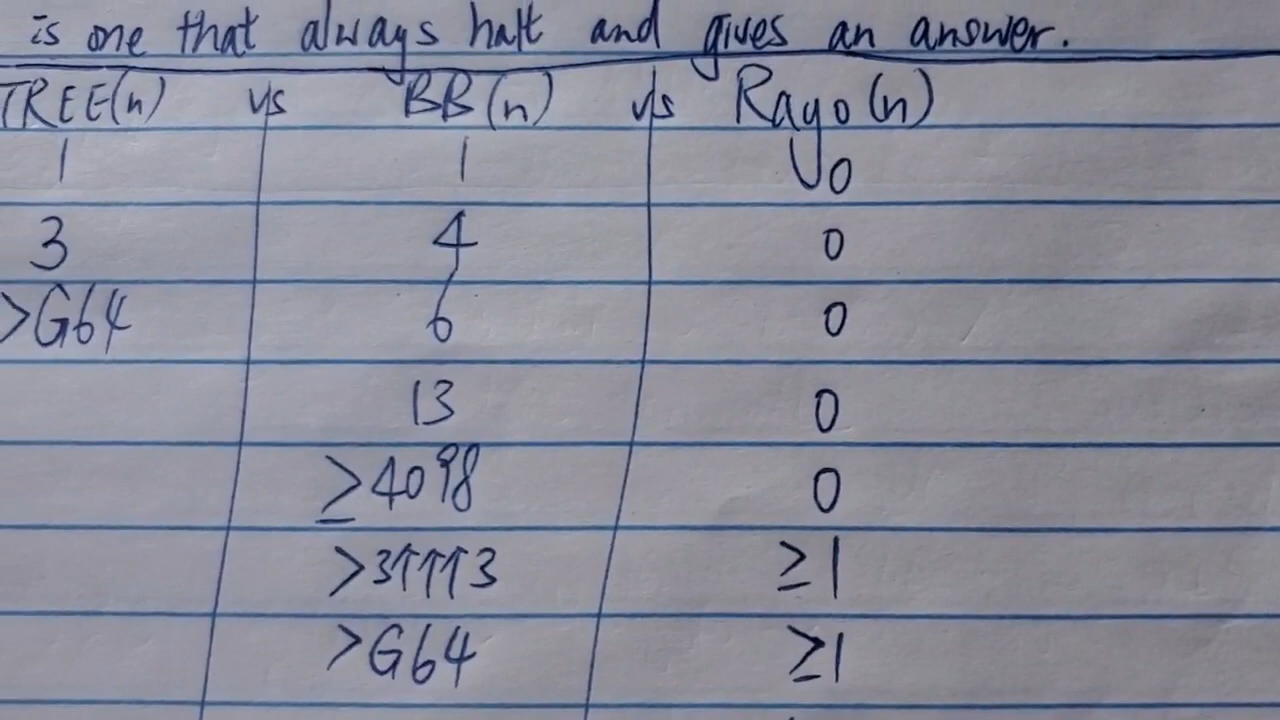 is one that always halt and gives an answer.
TREE(n) vs BB(n) vs Rayo(n)
1 1 0
3 4 0
>G64 6 0
13 0
≥4098 0
>3↑↑↑3 ≥1
>G64 ≥1